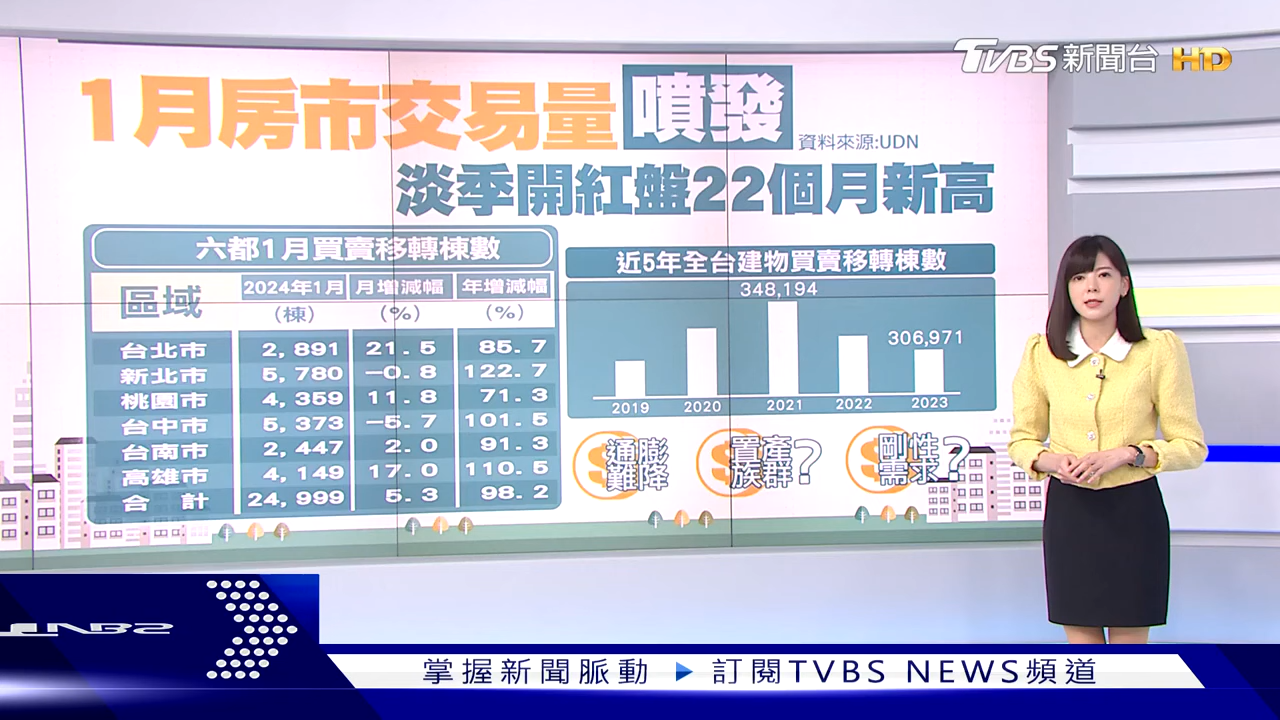 TVBS新聞台 HD
1月房市交易量噴發
資料來源:UDN
淡季開紅盤22個月新高
六都1月買賣移轉棟數
區域 2024年1月(棟) 月增減幅(%) 年增減幅(%)
台北市 2,891 21.5 85.7
新北市 5,780 -0.8 122.7
桃園市 4,359 11.8 71.3
台中市 5,373 -5.7 101.5
台南市 2,447 2.0 91.3
高雄市 4,149 17.0 110.5
合計 24,999 5.3 98.2
近5年全台建物買賣移轉棟數
348,194
306,971
2019 2020 2021 2022 2023
通膨難降
置產族群?
剛性需求?
TVBS
掌握新聞脈動 ▶ 訂閱TVBS NEWS頻道